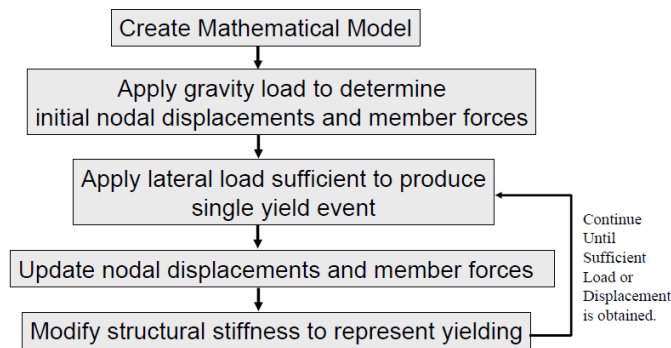 Create Mathematical Model
Apply gravity load to determine
initial nodal displacements and member forces
Apply lateral load sufficient to produce
single yield event
Update nodal displacements and member forces
Modify structural stiffness to represent yielding
Continue
Until
Sufficient
Load or
Displacement
is obtained.